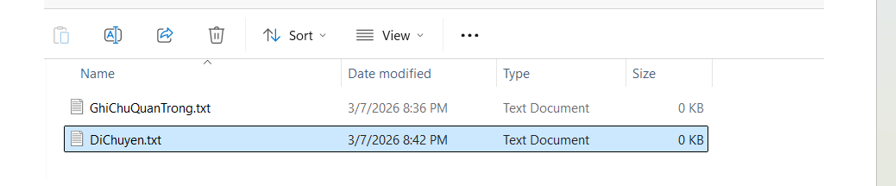 Sort View
Name Date modified Type Size
GhiChuQuanTrong.txt 3/7/2026 8:36 PM Text Document 0 KB
DiChuyen.txt 3/7/2026 8:42 PM Text Document 0 KB